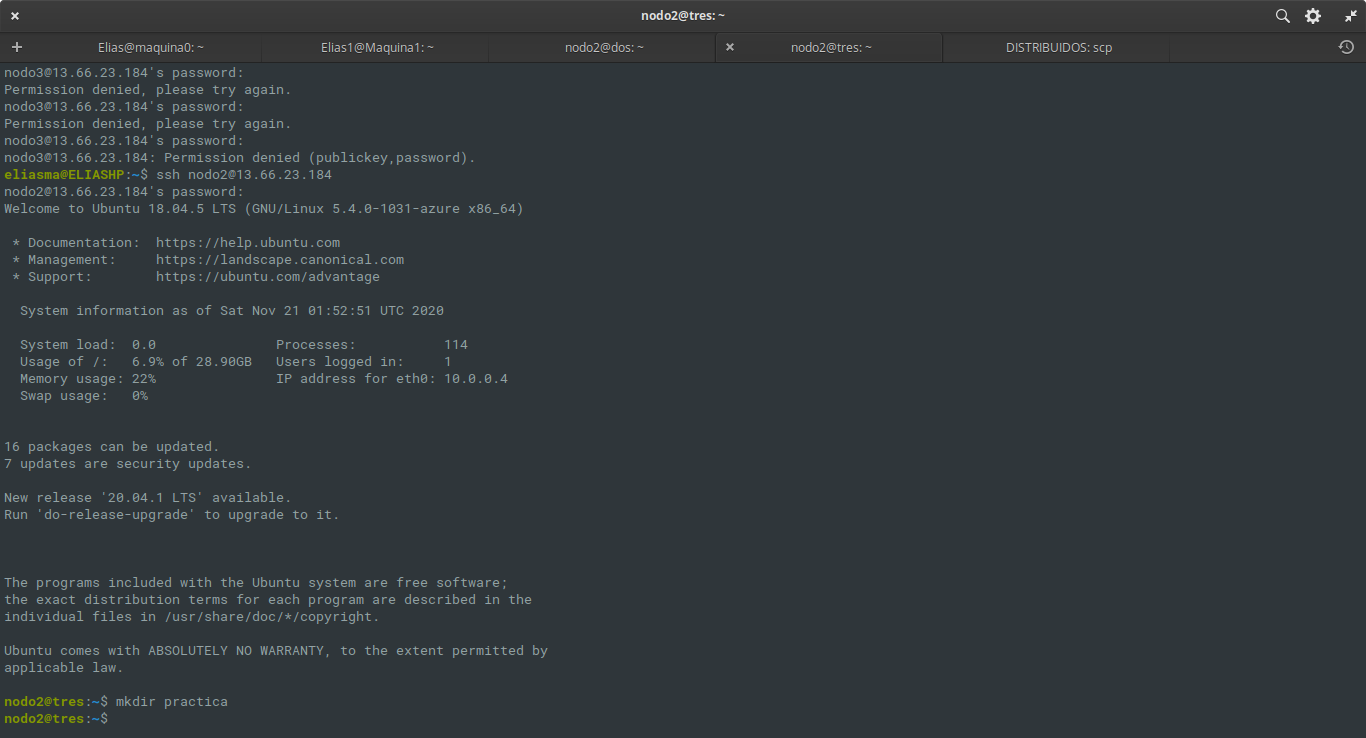 nodo2@tres: ~
Elias@maquina0: ~
Elias1@Maquina1: ~
nodo2@dos: ~
nodo2@tres: ~
DISTRIBUIDOS: scp
nodo3@13.66.23.184's password:
Permission denied, please try again.
nodo3@13.66.23.184's password:
Permission denied, please try again.
nodo3@13.66.23.184's password:
nodo3@13.66.23.184: Permission denied (publickey,password).
eliasma@ELIASHP:~$ ssh nodo2@13.66.23.184
nodo2@13.66.23.184's password:
Welcome to Ubuntu 18.04.5 LTS (GNU/Linux 5.4.0-1031-azure x86_64)
* Documentation:  https://help.ubuntu.com
* Management:     https://landscape.canonical.com
* Support:        https://ubuntu.com/advantage
System information as of Sat Nov 21 01:52:51 UTC 2020
System load:  0.0               Processes:           114
Usage of /:   6.9% of 28.90GB   Users logged in:     1
Memory usage: 22%               IP address for eth0: 10.0.0.4
Swap usage:   0%
16 packages can be updated.
7 updates are security updates.
New release '20.04.1 LTS' available.
Run 'do-release-upgrade' to upgrade to it.
The programs included with the Ubuntu system are free software;
the exact distribution terms for each program are described in the
individual files in /usr/share/doc/*/copyright.
Ubuntu comes with ABSOLUTELY NO WARRANTY, to the extent permitted by
applicable law.
nodo2@tres:~$ mkdir practica
nodo2@tres:~$